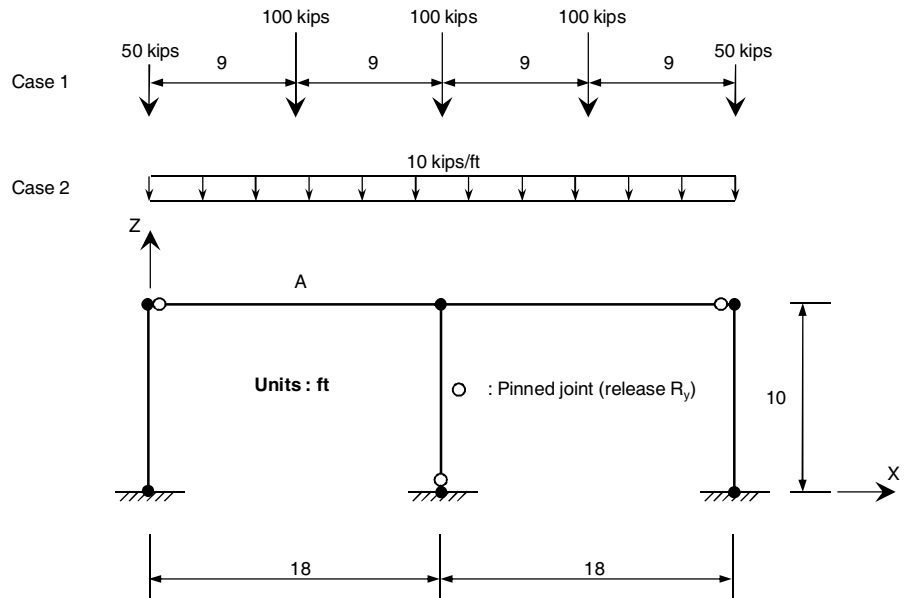 100 kips 100 kips 100 kips
50 kips 50 kips
Case 1 9 9 9 9
10 kips/ft
Case 2
Z
A
Units : ft : Pinned joint (release Ry)
10
X
18 18